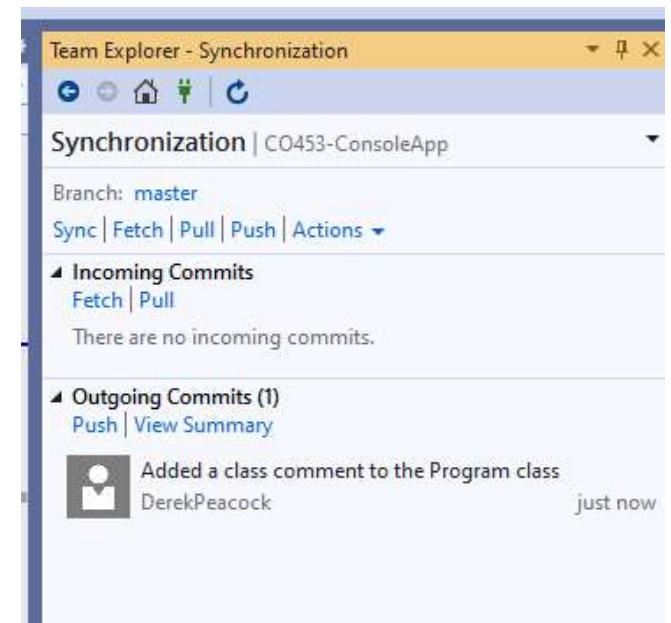 Team Explorer - Synchronization
Synchronization | CO453-ConsoleApp
Branch: master
Sync | Fetch | Pull | Push | Actions
Incoming Commits
Fetch | Pull
There are no incoming commits.
Outgoing Commits (1)
Push | View Summary
Added a class comment to the Program class
DerekPeacock just now